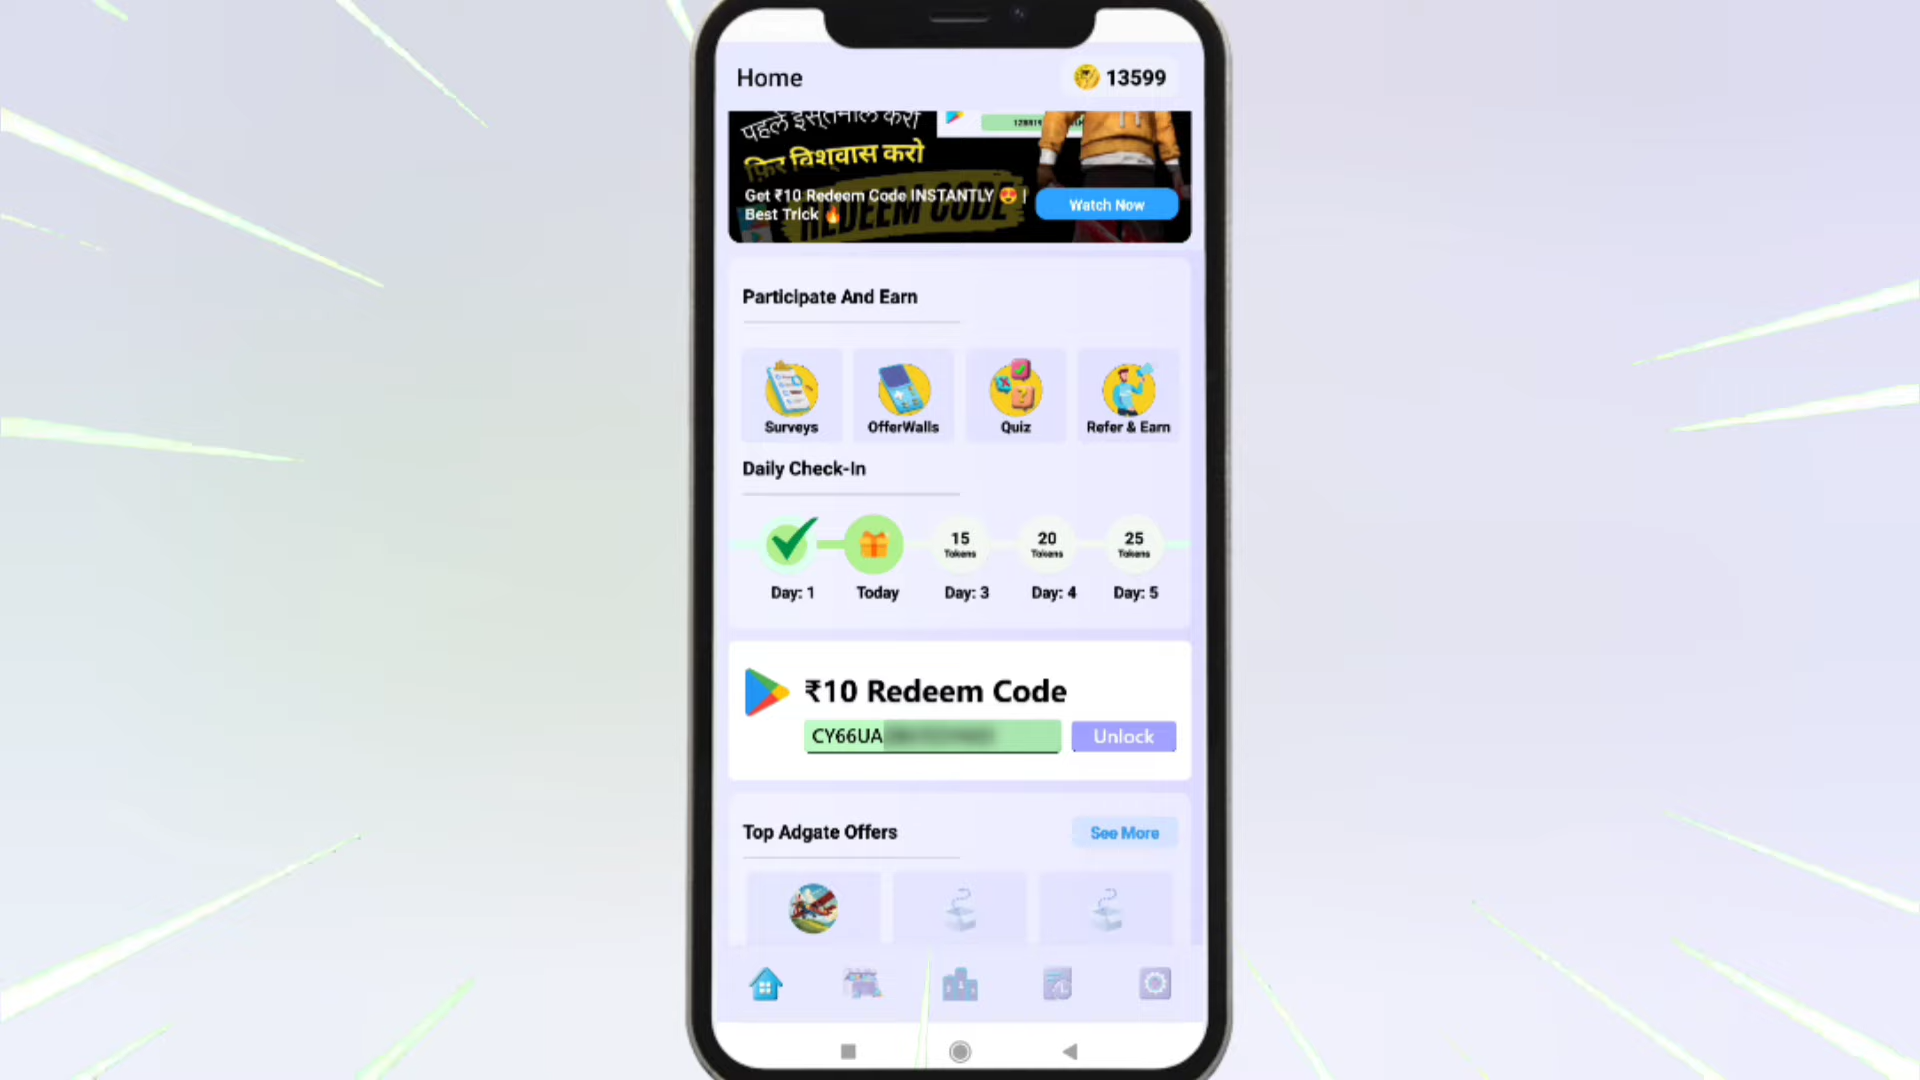 Home
13599
पहले इस्तेमाल करो
फ़िर विश्वास करो
Get ₹10 Redeem Code INSTANTLY 😍 |
Best Trick 🔥
REDEEM CODE
Watch Now
Participate And Earn
Surveys
OfferWalls
Quiz
Refer & Earn
Daily Check-In
15
Tokens
20
Tokens
25
Tokens
Day: 1
Today
Day: 3
Day: 4
Day: 5
₹10 Redeem Code
CY66UA
Unlock
Top Adgate Offers
See More